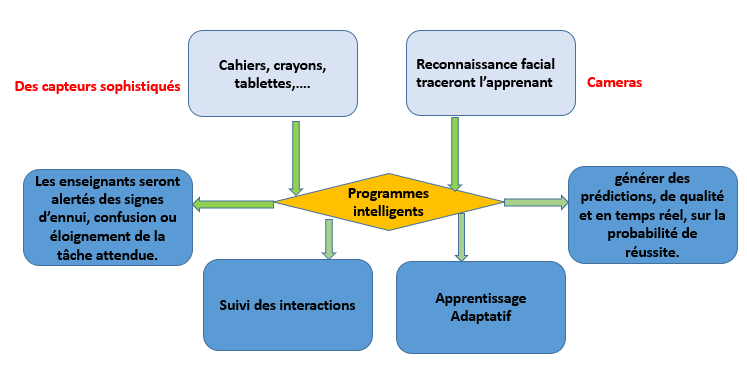 Des capteurs sophistiqués
Cahiers, crayons,
tablettes,....
Reconnaissance facial
traceront l'apprenant
Cameras
Les enseignants seront
alertés des signes
d'ennui, confusion ou
éloignement de la
tâche attendue.
Programmes
intelligents
générer des
prédictions, de qualité
et en temps réel, sur la
probabilité de
réussite.
Suivi des interactions
Apprentissage
Adaptatif